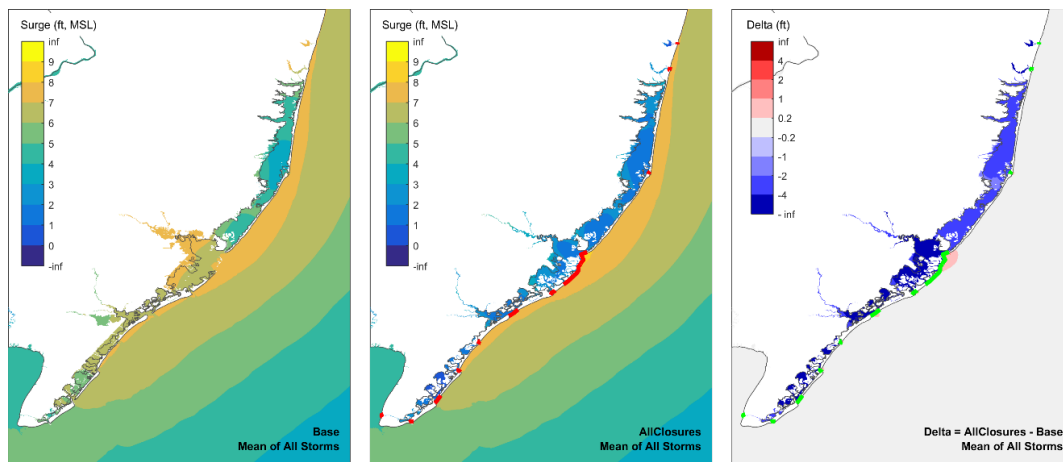 Surge (ft, MSL)
inf
9
8
7
6
5
4
3
2
1
0
-inf
Base
Mean of All Storms
Surge (ft, MSL)
inf
9
8
7
6
5
4
3
2
1
0
-inf
AllClosures
Mean of All Storms
Delta (ft)
inf
4
2
1
0.2
-0.2
-1
-2
-4
- inf
Delta = AllClosures - Base
Mean of All Storms